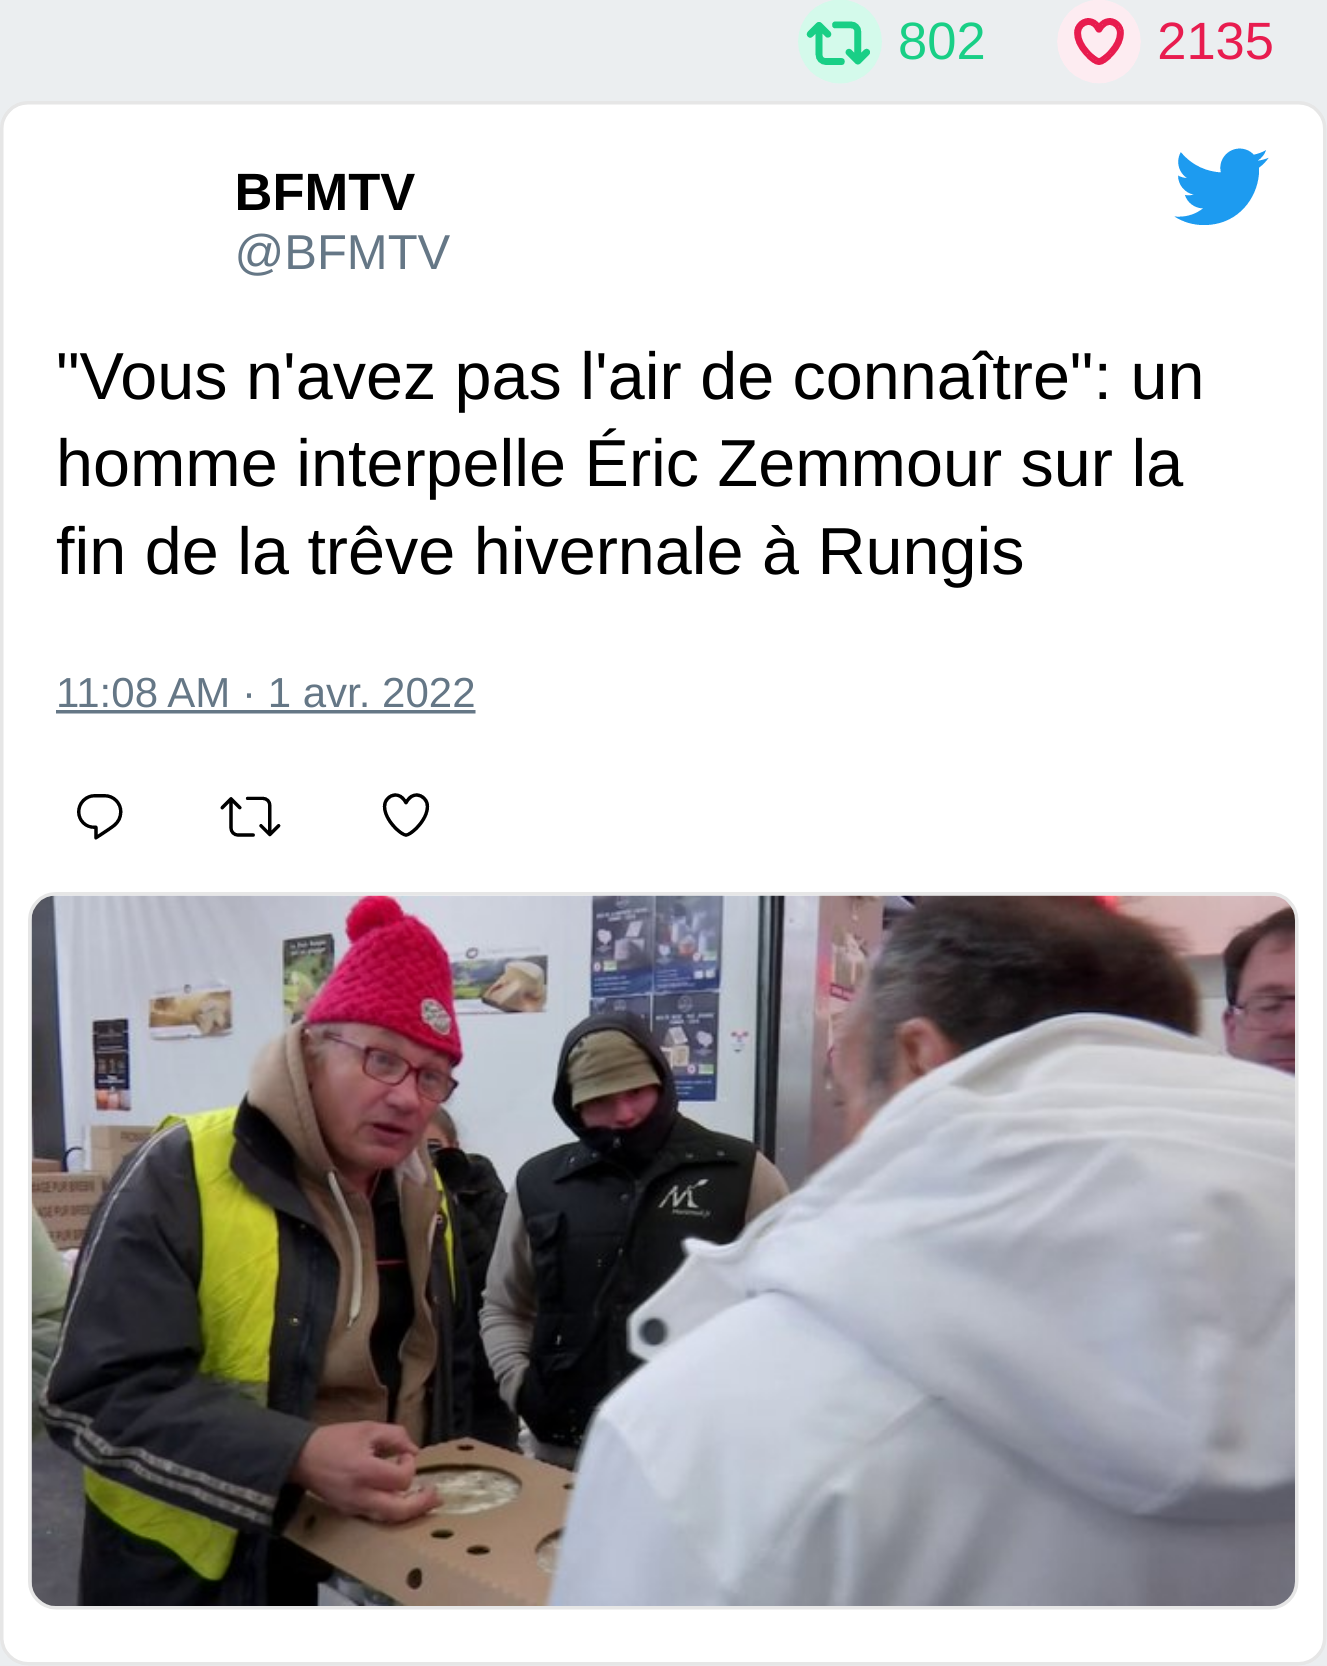 802 2135
BFMTV
@BFMTV
"Vous n'avez pas l'air de connaître": un
homme interpelle Éric Zemmour sur la
fin de la trêve hivernale à Rungis
11:08 AM · 1 avr. 2022